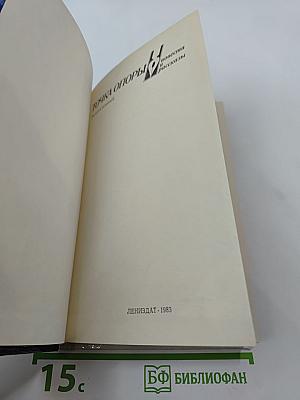 ТОЧКА ОПОРЫ
повести
и
рассказы
ЛЕНИЗДАТ · 1983
15с
БФ БИБЛИОФАН